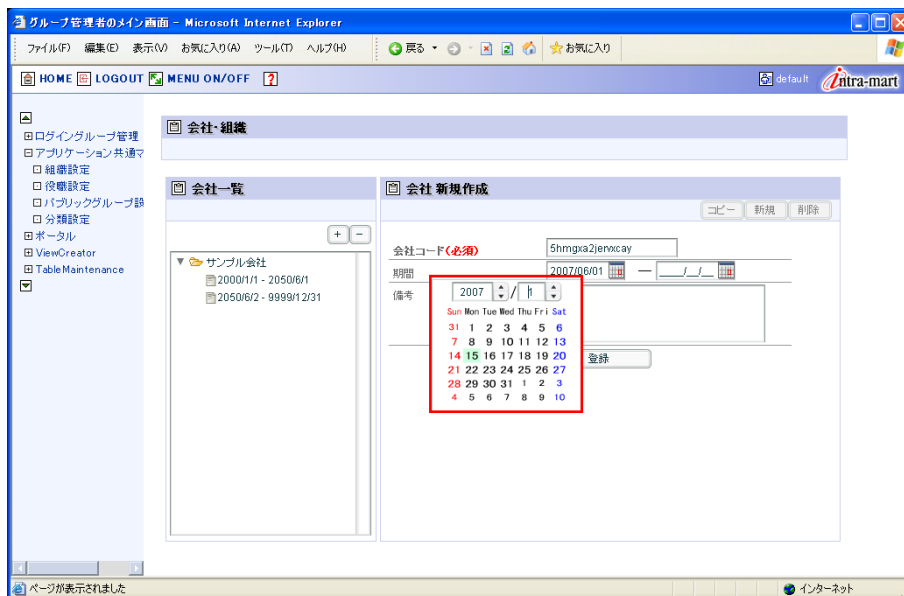 グループ管理者のメイン画面 - Microsoft Internet Explorer
ファイル(F) 編集(E) 表示(V) お気に入り(A) ツール(T) ヘルプ(H) 戻る お気に入り
HOME LOGOUT MENU ON/OFF ? default intra-mart
ログイングループ管理
アプリケーション共通マ
組織設定
役職設定
パブリックグループ設
分類設定
ポータル
ViewCreator
TableMaintenance
会社・組織
会社一覧
+ -
サンプル会社
2000/1/1 - 2050/6/1
2050/6/2 - 9999/12/31
会社 新規作成
コピー 新規 削除
会社コード(必須) 5hmgxa2jervxcay
期間 2007/06/01 — ____/__/__
備考
2007 / 1
Sun Mon Tue Wed Thu Fri Sat
31 1 2 3 4 5 6
7 8 9 10 11 12 13
14 15 16 17 18 19 20
21 22 23 24 25 26 27
28 29 30 31 1 2 3
4 5 6 7 8 9 10
登録
ページが表示されました インターネット